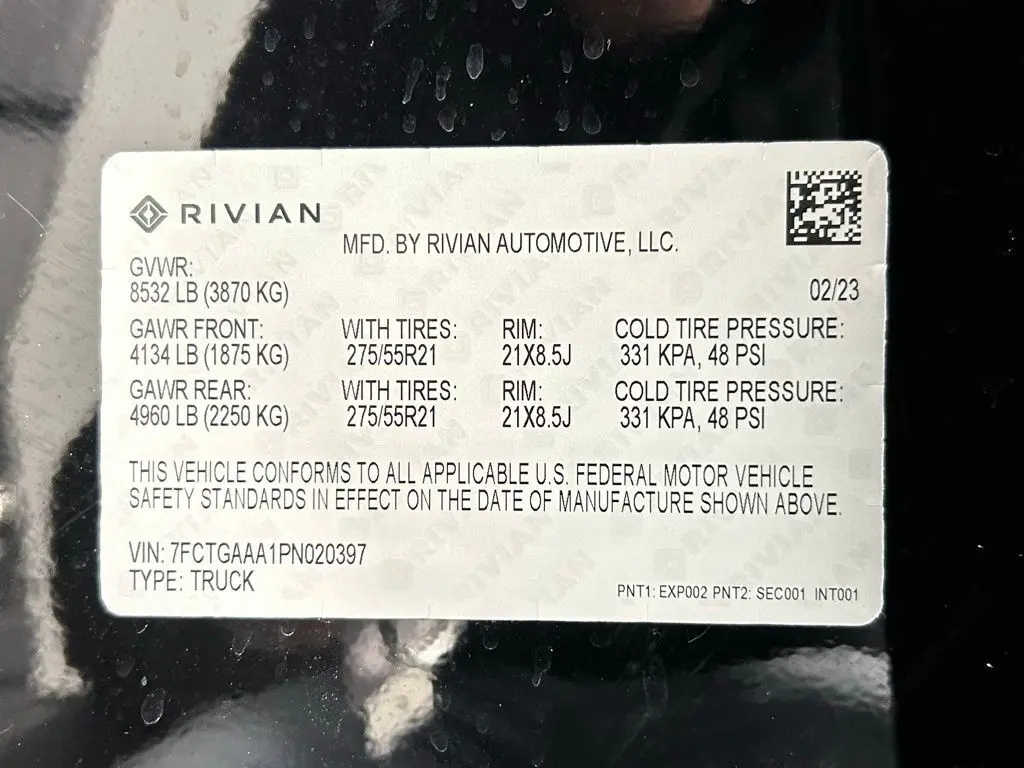 RIVIAN
MFD. BY RIVIAN AUTOMOTIVE, LLC.
GVWR:
8532 LB (3870 KG) 02/23
GAWR FRONT: WITH TIRES: RIM: COLD TIRE PRESSURE:
4134 LB (1875 KG) 275/55R21 21X8.5J 331 KPA, 48 PSI
GAWR REAR: WITH TIRES: RIM: COLD TIRE PRESSURE:
4960 LB (2250 KG) 275/55R21 21X8.5J 331 KPA, 48 PSI
THIS VEHICLE CONFORMS TO ALL APPLICABLE U.S. FEDERAL MOTOR VEHICLE
SAFETY STANDARDS IN EFFECT ON THE DATE OF MANUFACTURE SHOWN ABOVE.
VIN: 7FCTGAAA1PN020397
TYPE: TRUCK
PNT1: EXP002 PNT2: SEC001 INT001